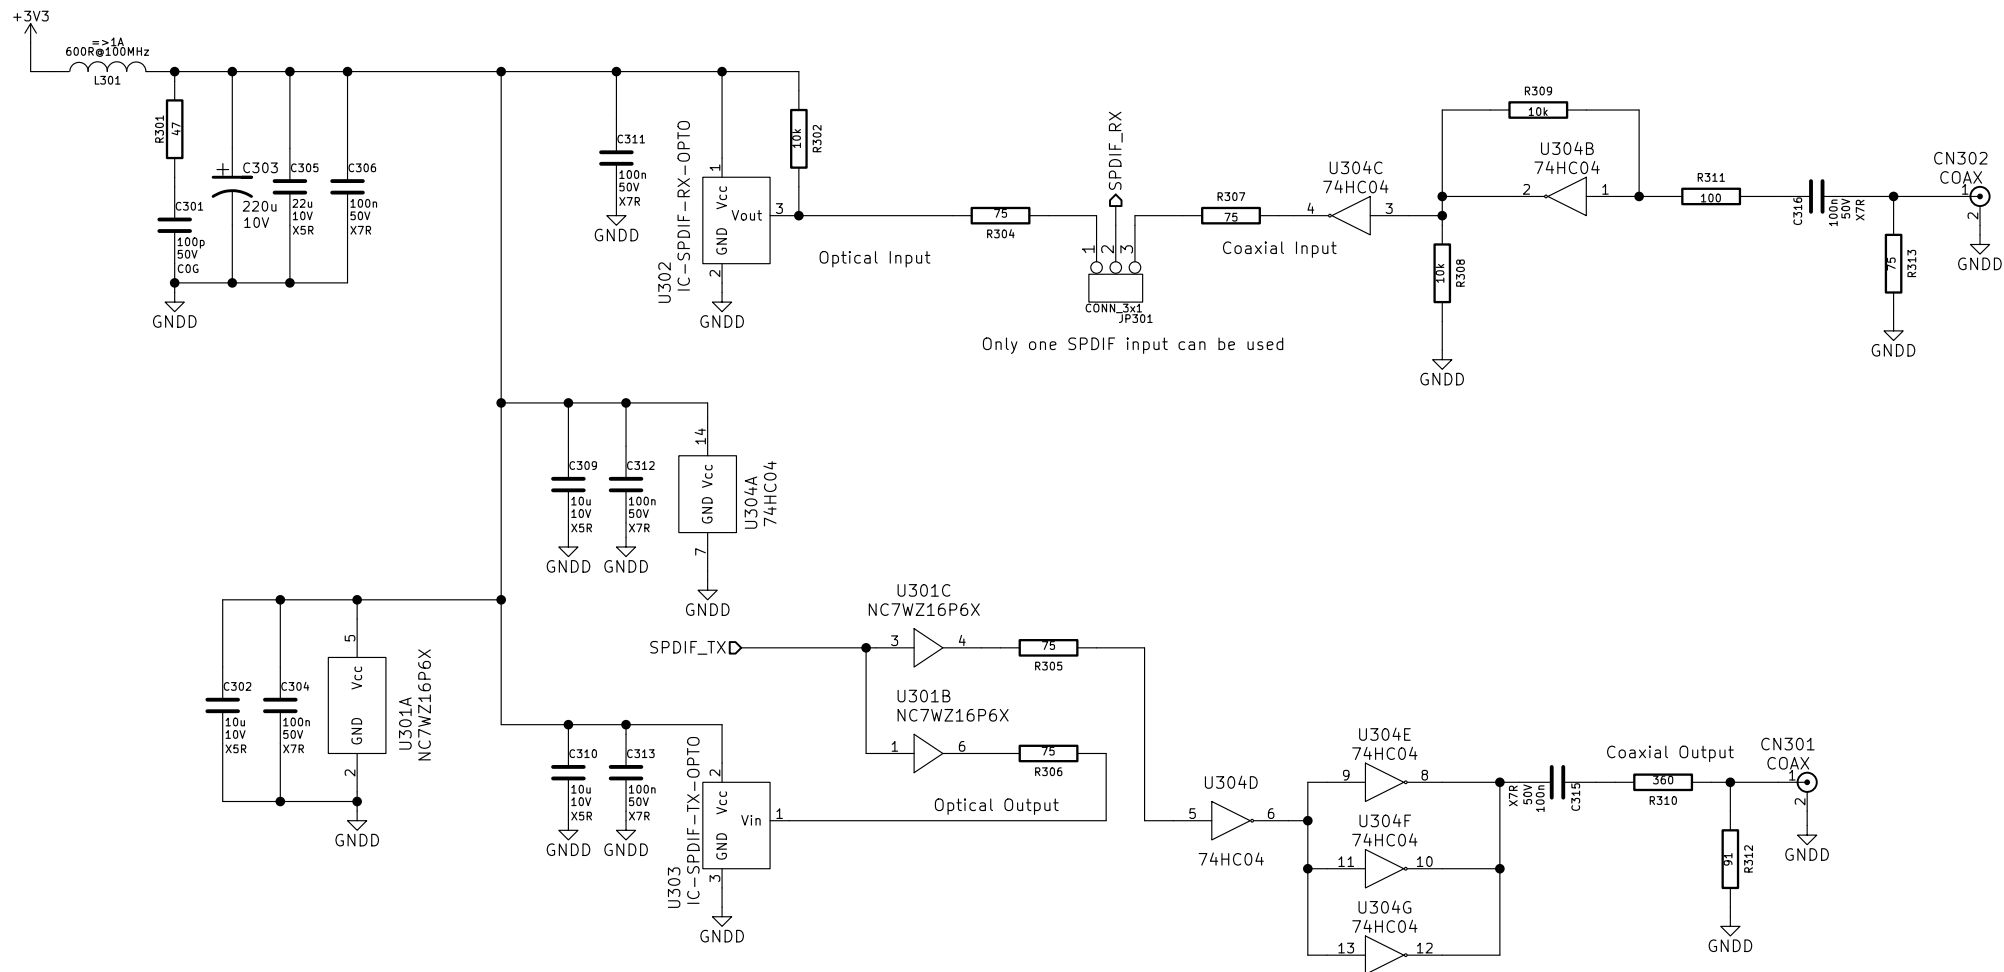 +3V3
=>1A
600R@100MHz
L301
R301
47
C301
100p
50V
C0G
GNDD
C303
220u
10V
C305
22u
10V
X5R
C306
100n
50V
X7R
C311
100n
50V
X7R
GNDD
U302
IC-SPDIF-RX-OPTO
1
Vcc
Vout
3
GND
2
GNDD
10k
R302
Optical Input
75
R304
SPDIF_RX
1
2
3
CONN_3x1
JP301
Only one SPDIF input can be used
R307
75
Coaxial Input
U304C
74HC04
4
3
R309
10k
U304B
74HC04
2
1
10k
R308
GNDD
R311
100
C316
100n
50V
X7R
CN302
COAX
1
2
GNDD
75
R313
GNDD
C309
10u
10V
X5R
GNDD
C312
100n
50V
X7R
GNDD
14
Vcc
GND
7
U304A
74HC04
GNDD
C302
10u
10V
X5R
C304
100n
50V
X7R
5
Vcc
GND
2
U301A
NC7WZ16P6X
GNDD
C310
10u
10V
X5R
GNDD
C313
100n
50V
X7R
GNDD
U303
IC-SPDIF-TX-OPTO
2
Vcc
Vin
1
GND
3
GNDD
SPDIF_TX
U301C
NC7WZ16P6X
3
4
75
R305
U301B
NC7WZ16P6X
1
6
75
R306
Optical Output
U304D
5
6
74HC04
U304E
74HC04
9
8
U304F
74HC04
11
10
U304G
74HC04
13
12
X7R
50V
100n
C315
Coaxial Output
360
R310
CN301
COAX
1
2
GNDD
91
R312
GNDD